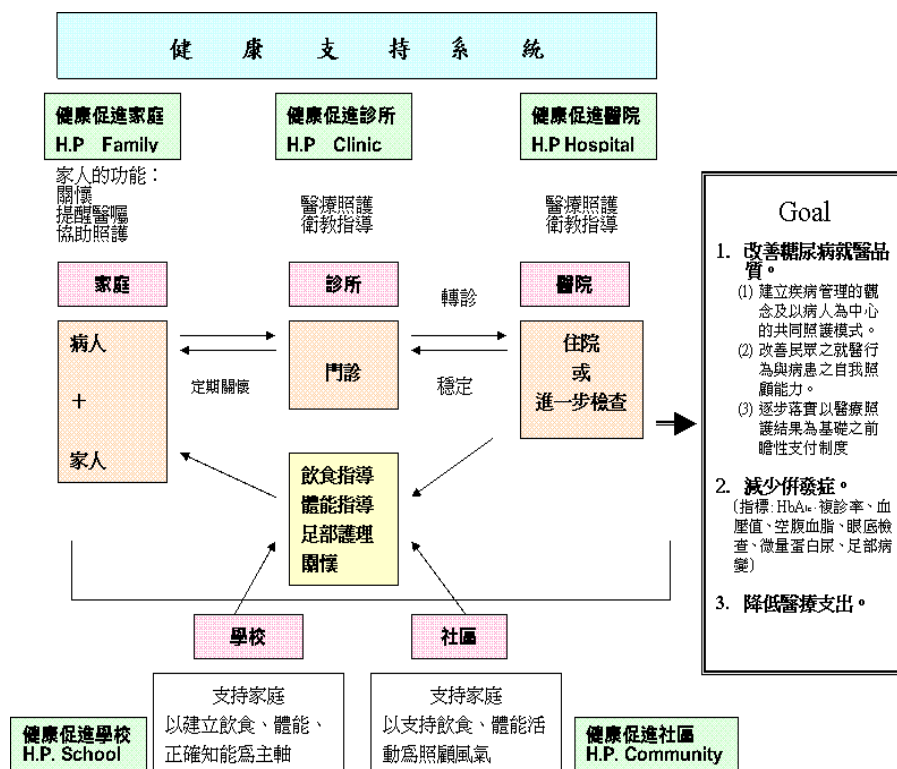 健康支持系統
健康促進家庭
H.P Family
健康促進診所
H.P Clinic
健康促進醫院
H.P Hospital
家人的功能：
關懷
提醒醫囑
協助照護
醫療照護
衛教指導
醫療照護
衛教指導
家庭
診所
轉診
醫院
病人
+
家人
定期關懷
門診
穩定
住院
或
進一步檢查
飲食指導
體能指導
足部護理
關懷
學校
社區
支持家庭
以建立飲食、體能、
正確知能為主軸
支持家庭
以支持飲食、體能活
動為照顧風氣
健康促進學校
H.P. School
健康促進社區
H.P. Community
Goal
1. 改善糖尿病就醫品
質。
(1) 建立疾病管理的觀
念及以病人為中心
的共同照護模式。
(2) 改善民眾之就醫行
為與病患之自我照
顧能力。
(3) 逐步落實以醫療照
護結果為基礎之前
瞻性支付制度
2. 減少併發症。
(指標: HbA1c、複診率、血
壓值、空腹血脂、眼底檢
查、微量蛋白尿、足部病
變)
3. 降低醫療支出。